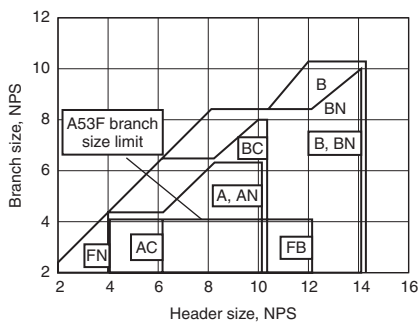 12
10
8
6
4
2
Branch size, NPS
A53F branch
size limit
B
BN
BC
B, BN
A, AN
FN
AC
FB
2 4 6 8 10 12 14 16
Header size, NPS